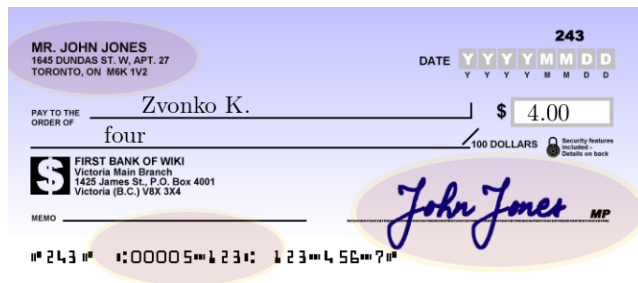 243
MR. JOHN JONES
1645 DUNDAS ST. W, APT. 27
TORONTO, ON  M6K 1V2
DATE Y Y Y Y M M D D
Y Y Y Y M M D D
PAY TO THE ORDER OF Zvonko K. $ 4.00
four /100 DOLLARS Security features included - Details on back
$ FIRST BANK OF WIKI
Victoria Main Branch
1425 James St., P.O. Box 4001
Victoria (B.C.) V8X 3X4
MEMO John Jones MP
⑈243⑈ ⑆00005⑉123⑆ 123⑉456⑉7⑈